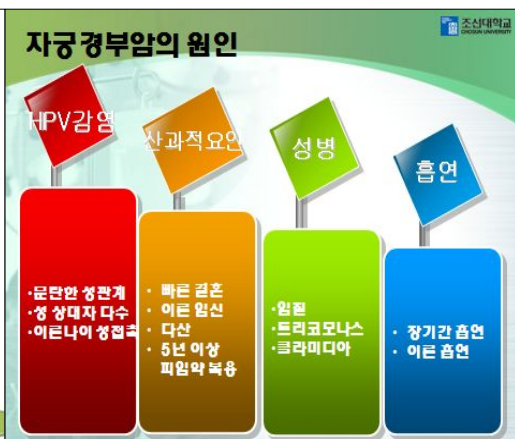 조선대학교
CHOSUN UNIVERSITY
자궁경부암의 원인
HPV감염
산과적요인
성병
흡연
·문란한 성관계
·성 상대자 다수
·이른나이 성접촉
· 빠른 결혼
· 이른 임신
· 다산
· 5년 이상
피임약 복용
·임질
·트리코모나스
·클라미디아
· 장기간 흡연
· 이른 흡연